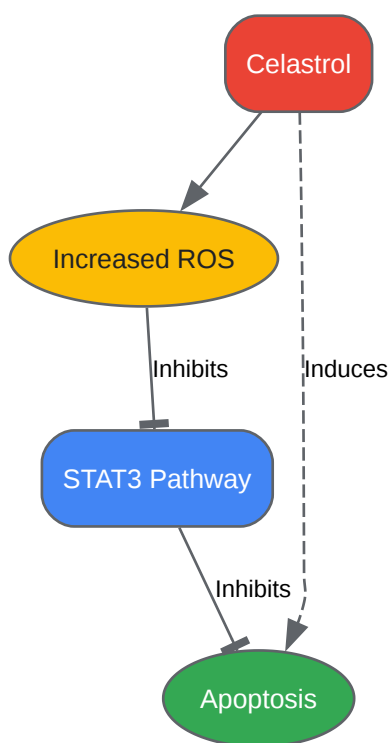 Celastrol
Increased ROS
Inhibits
Induces
STAT3 Pathway
Inhibits
Apoptosis